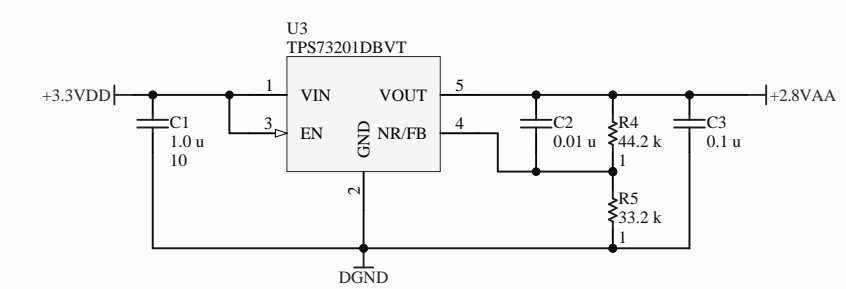 U3
TPS73201DBVT
+3.3VDD
1
VIN
VOUT
5
+2.8VAA
C1
1.0 u
10
3
EN
GND
NR/FB
4
C2
0.01 u
R4
44.2 k
1
C3
0.1 u
2
R5
33.2 k
1
DGND